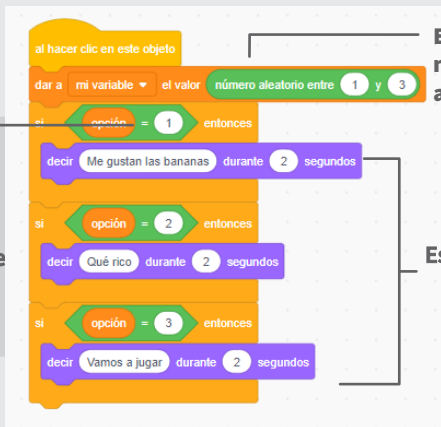 al hacer clic en este objeto
dar a mi variable el valor número aleatorio entre 1 y 3
si opción = 1 entonces
decir Me gustan las bananas durante 2 segundos
si opción = 2 entonces
decir Qué rico durante 2 segundos
si opción = 3 entonces
decir Vamos a jugar durante 2 segundos